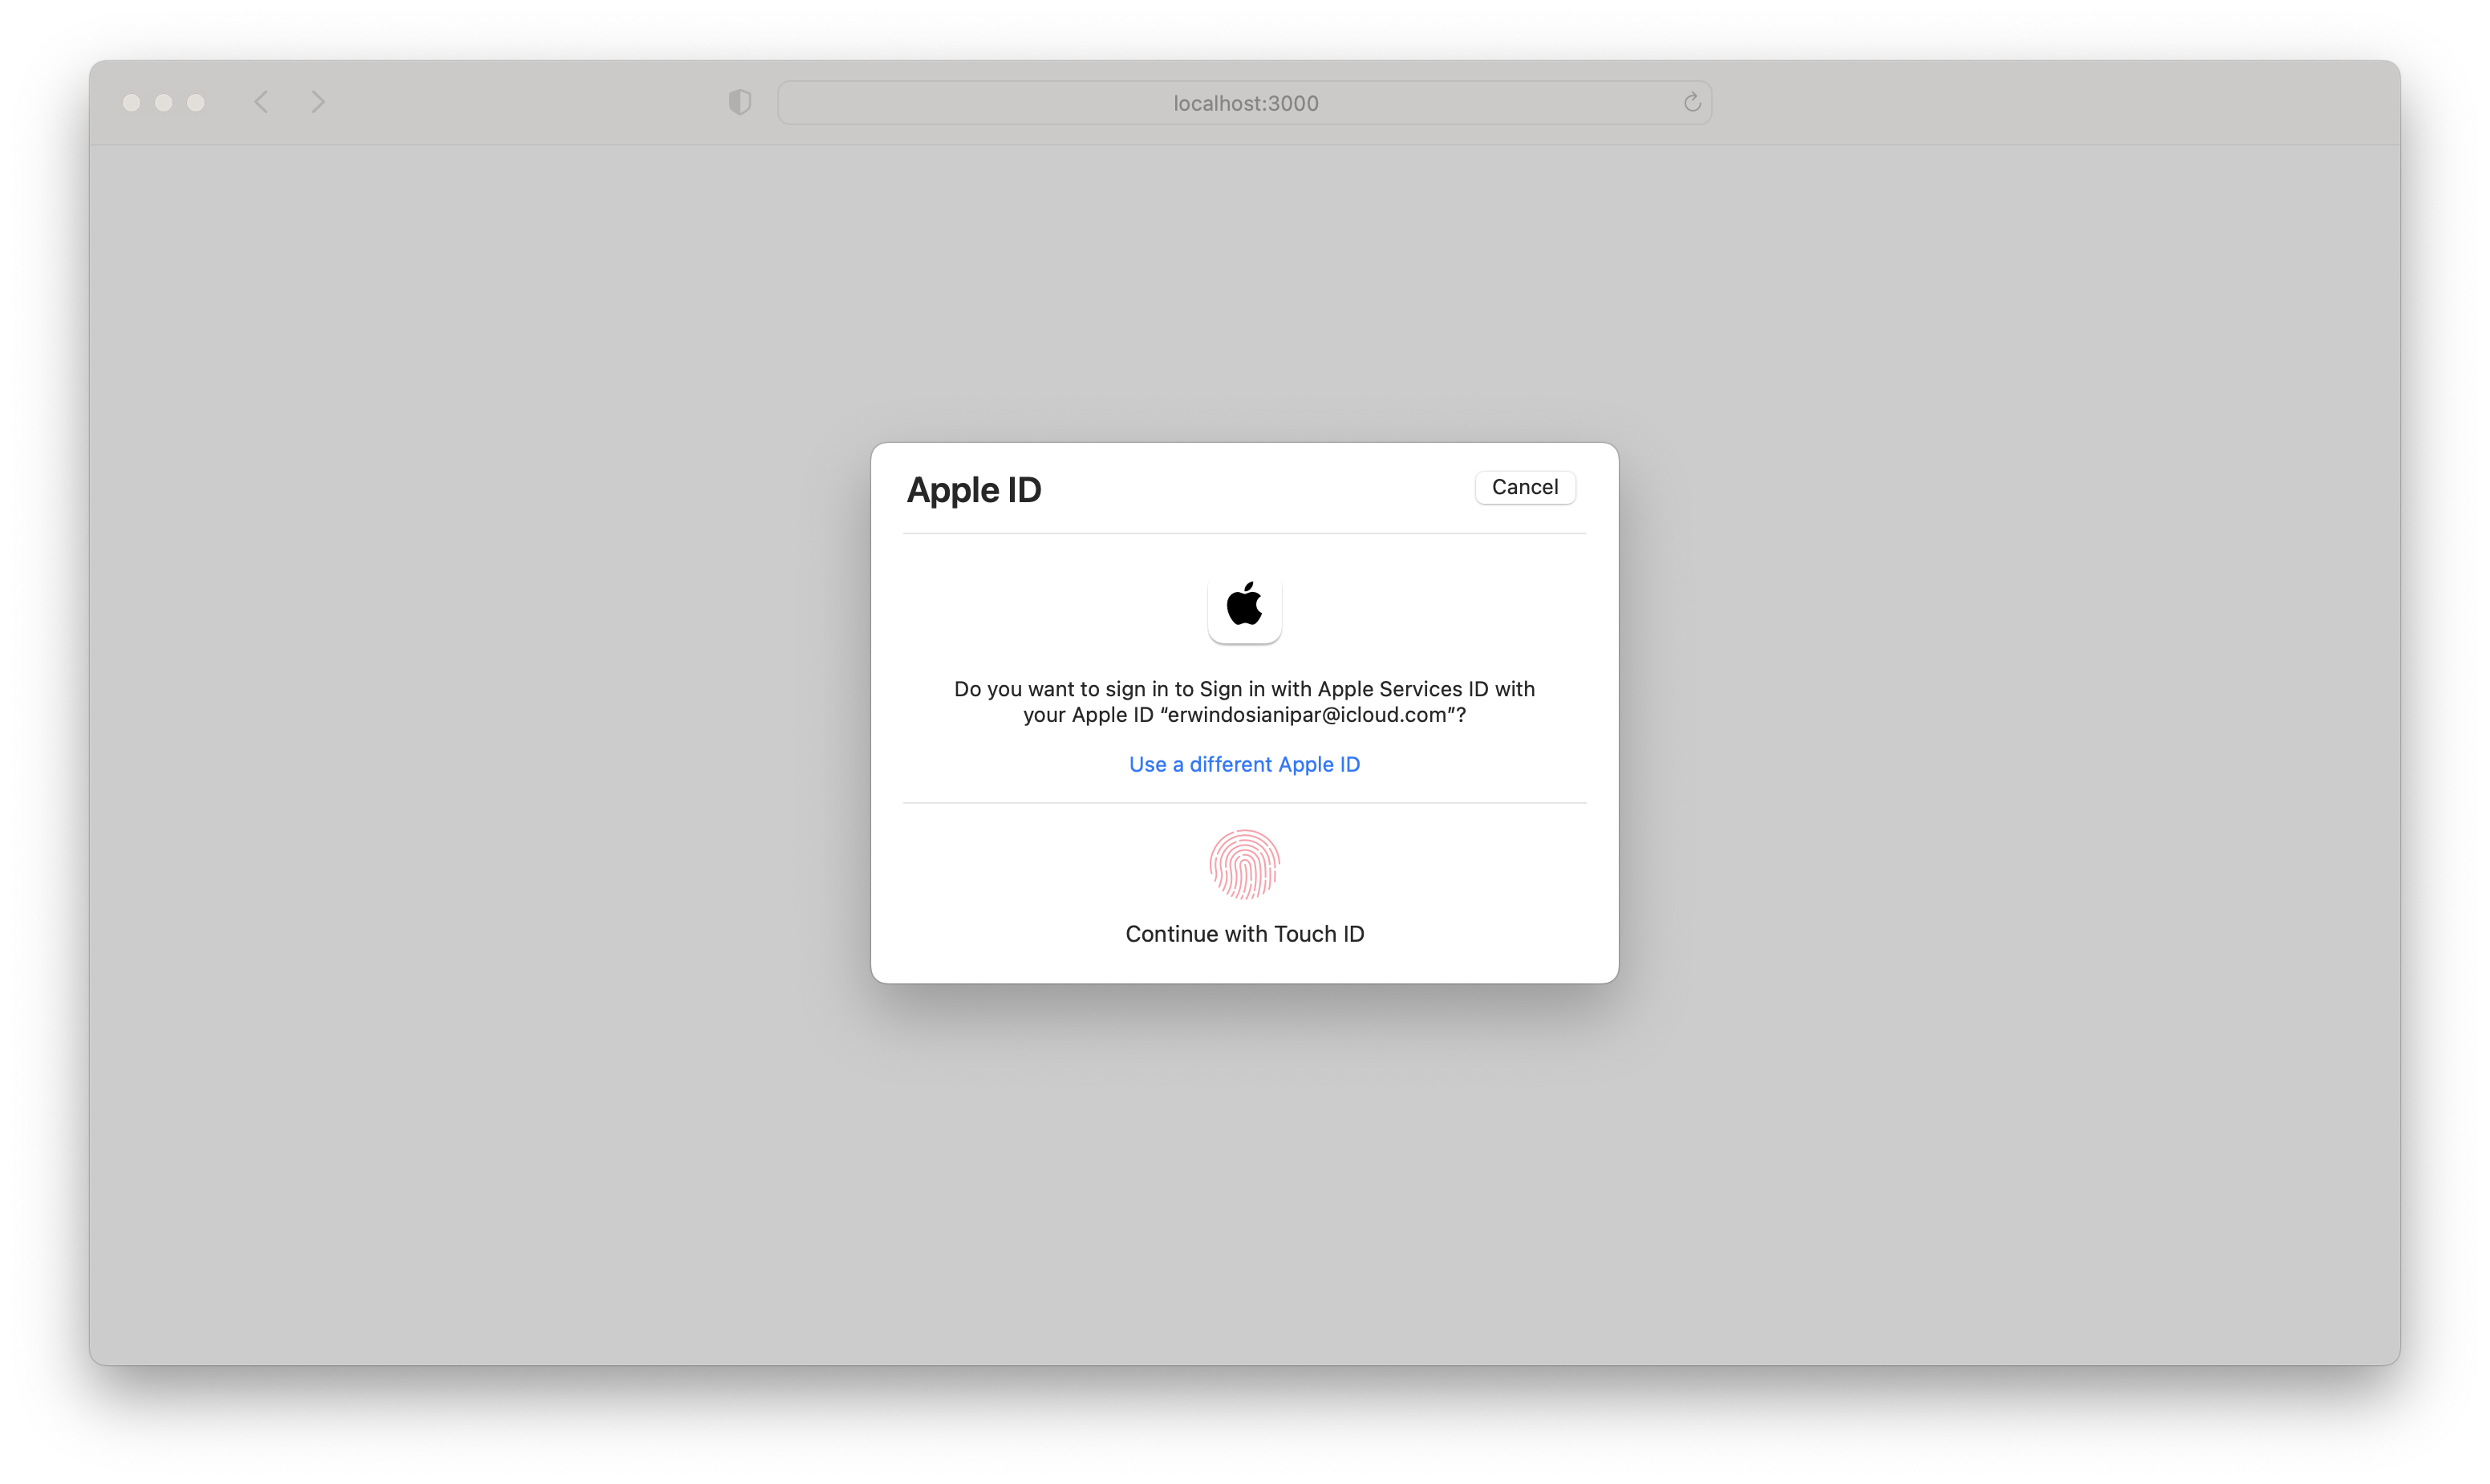 localhost:3000
Apple ID
Cancel
Do you want to sign in to Sign in with Apple Services ID with
your Apple ID “erwindosianipar@icloud.com”?
Use a different Apple ID
Continue with Touch ID